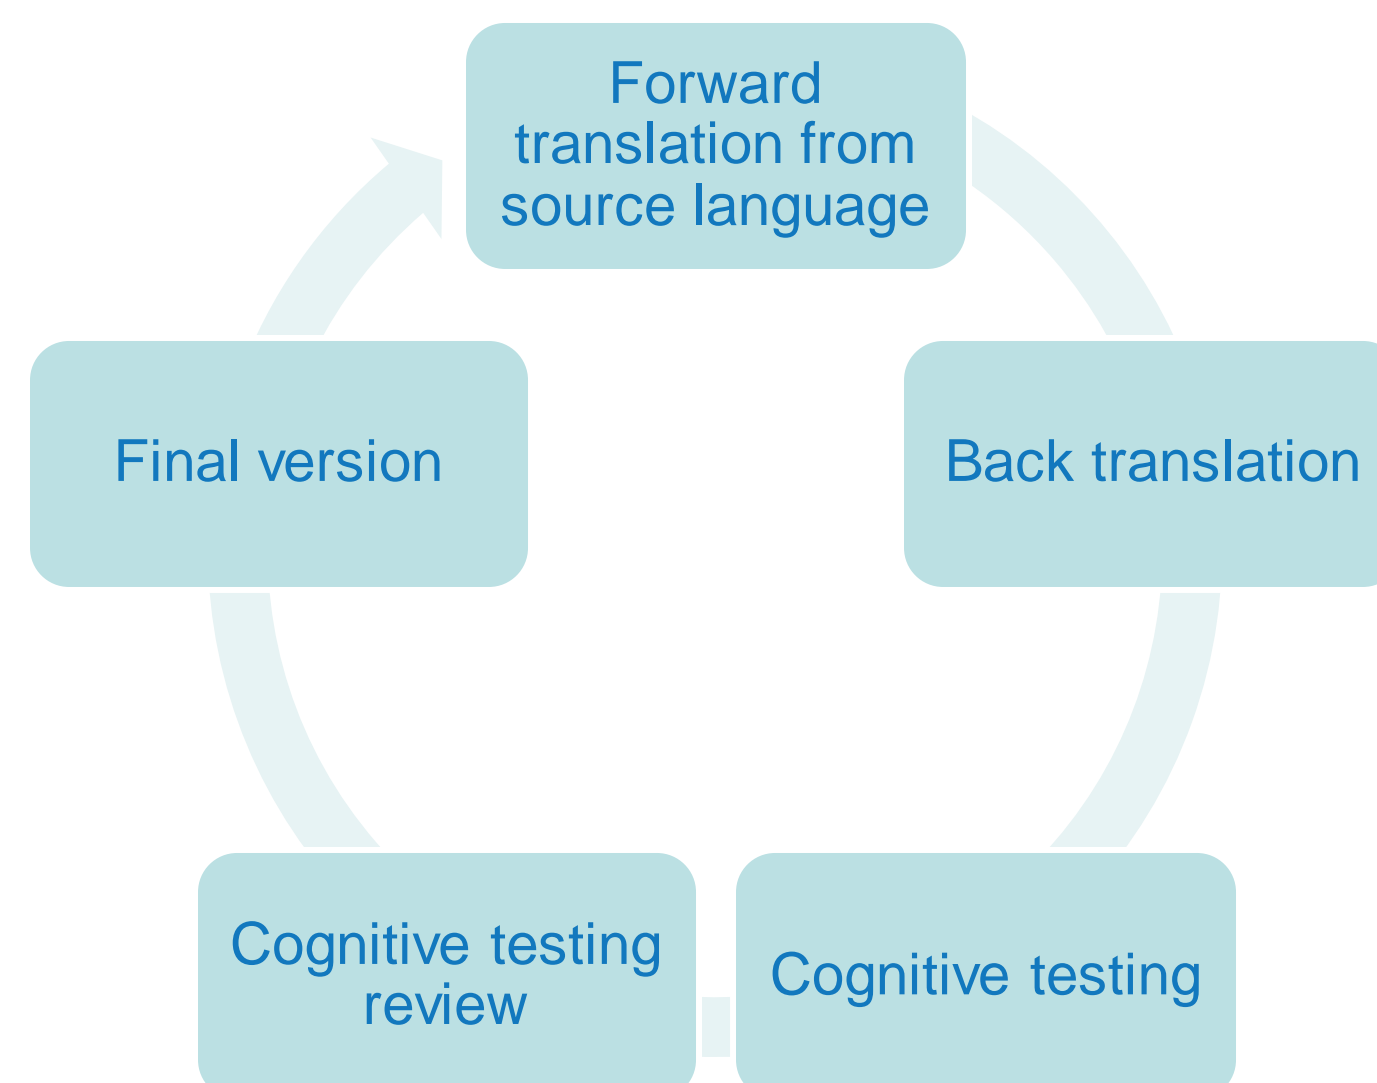 Forward
translation from
source language
Back translation
Cognitive testing
Cognitive testing
review
Final version